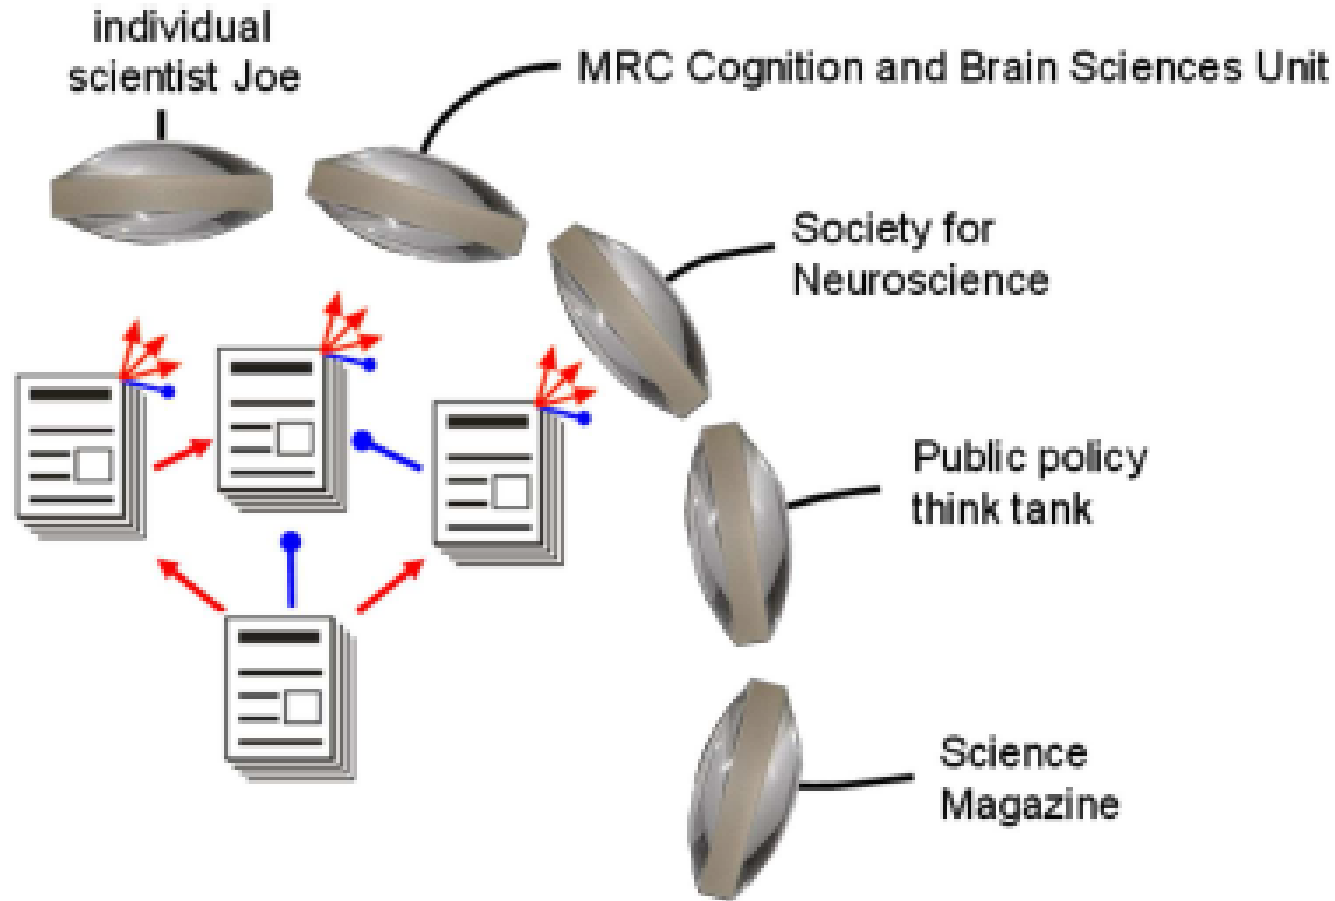 individual
scientist Joe
MRC Cognition and Brain Sciences Unit
Society for
Neuroscience
Public policy
think tank
Science
Magazine